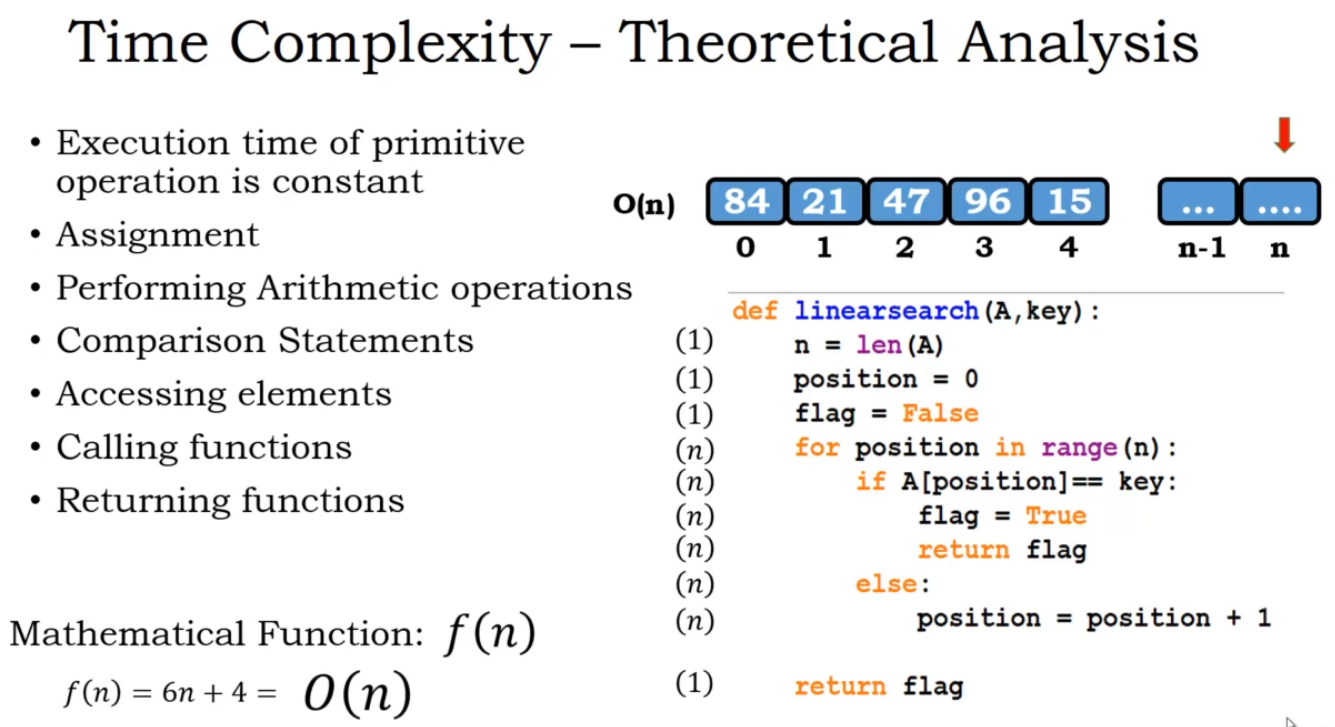 Time Complexity – Theoretical Analysis
• Execution time of primitive
operation is constant
• Assignment
• Performing Arithmetic operations
• Comparison Statements
• Accessing elements
• Calling functions
• Returning functions
Mathematical Function: f(n)
f(n) = 6n + 4 = O(n)
O(n) 84 21 47 96 15 ... ....
0 1 2 3 4 n-1 n
def linearsearch(A,key):
(1) n = len(A)
(1) position = 0
(1) flag = False
(n) for position in range(n):
(n) if A[position]== key:
(n) flag = True
(n) return flag
(n) else:
(n) position = position + 1
(1) return flag